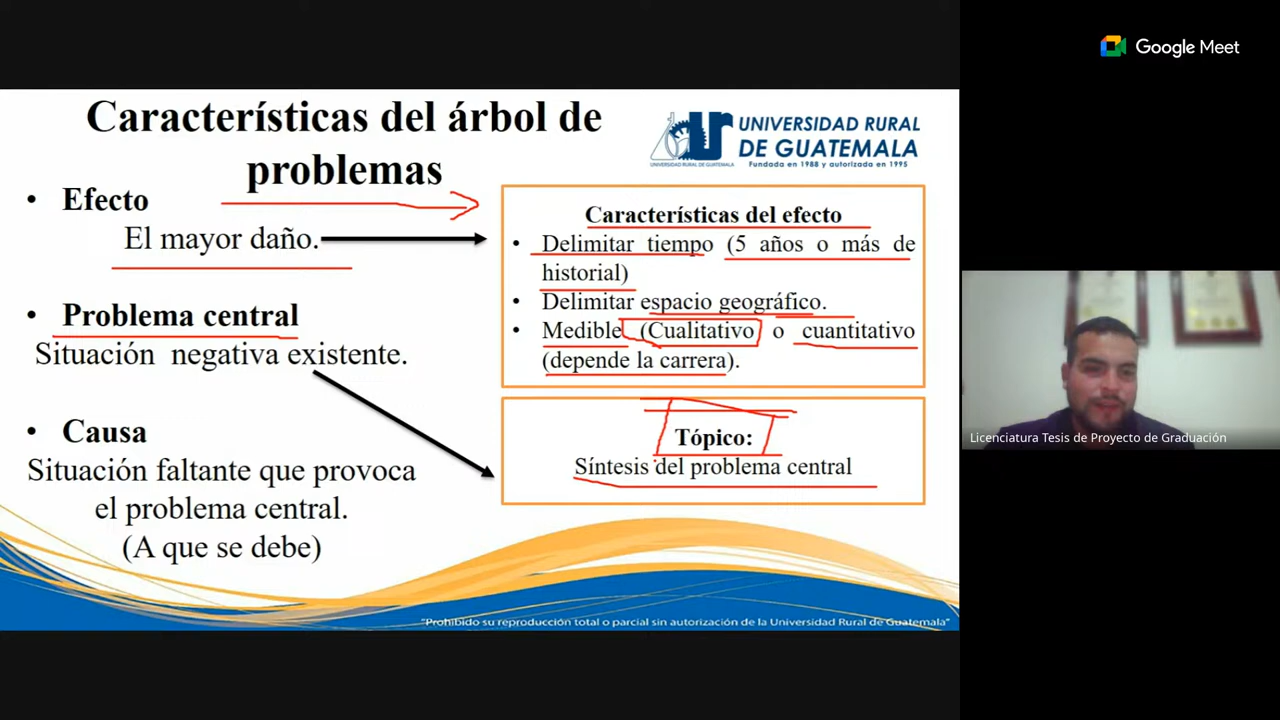 Google Meet
Características del árbol de
problemas
UNIVERSIDAD RURAL
DE GUATEMALA
Fundada en 1988 y autorizada en 1995
UNIVERSIDAD RURAL DE GUATEMALA
• Efecto
El mayor daño.
• Problema central
Situación negativa existente.
• Causa
Situación faltante que provoca
el problema central.
(A que se debe)
Características del efecto
• Delimitar tiempo (5 años o más de
historial)
• Delimitar espacio geográfico.
• Medible (Cualitativo o cuantitativo
(depende la carrera).
Tópico:
Síntesis del problema central
"Prohibido su reproducción total o parcial sin autorización de la Universidad Rural de Guatemala"
Licenciatura Tesis de Proyecto de Graduación